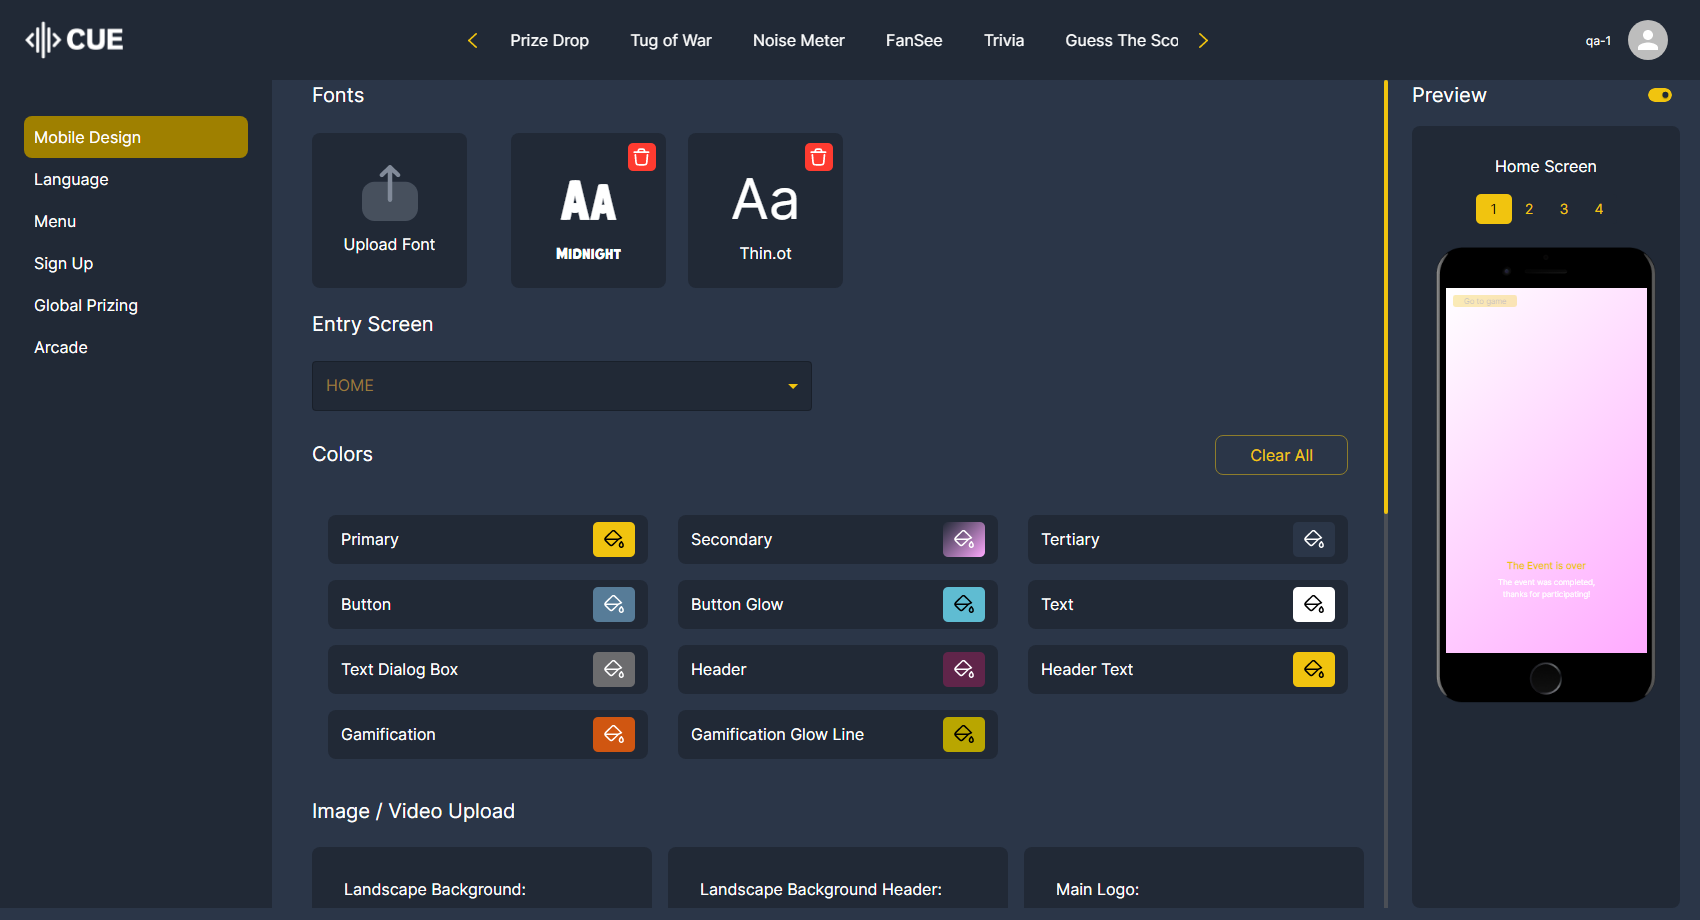 CUE
Prize Drop
Tug of War
Noise Meter
FanSee
Trivia
Guess The Sco
qa-1
Mobile Design
Language
Menu
Sign Up
Global Prizing
Arcade
Fonts
Upload Font
AA
MIDNIGHT
Aa
Thin.ot
Entry Screen
HOME
Colors
Clear All
Primary
Secondary
Tertiary
Button
Button Glow
Text
Text Dialog Box
Header
Header Text
Gamification
Gamification Glow Line
Image / Video Upload
Landscape Background:
Landscape Background Header:
Main Logo:
Preview
Home Screen
1 2 3 4
Go to game
The Event is over
The event was completed,
thanks for participating!